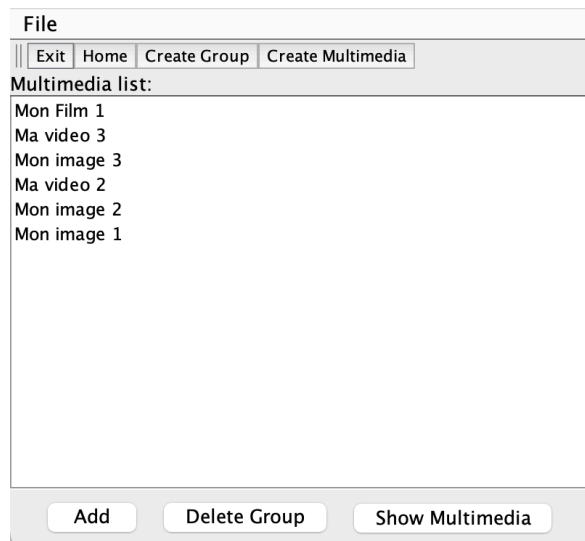 File
Exit Home Create Group Create Multimedia
Multimedia list:
Mon Film 1
Ma video 3
Mon image 3
Ma video 2
Mon image 2
Mon image 1
Add Delete Group Show Multimedia